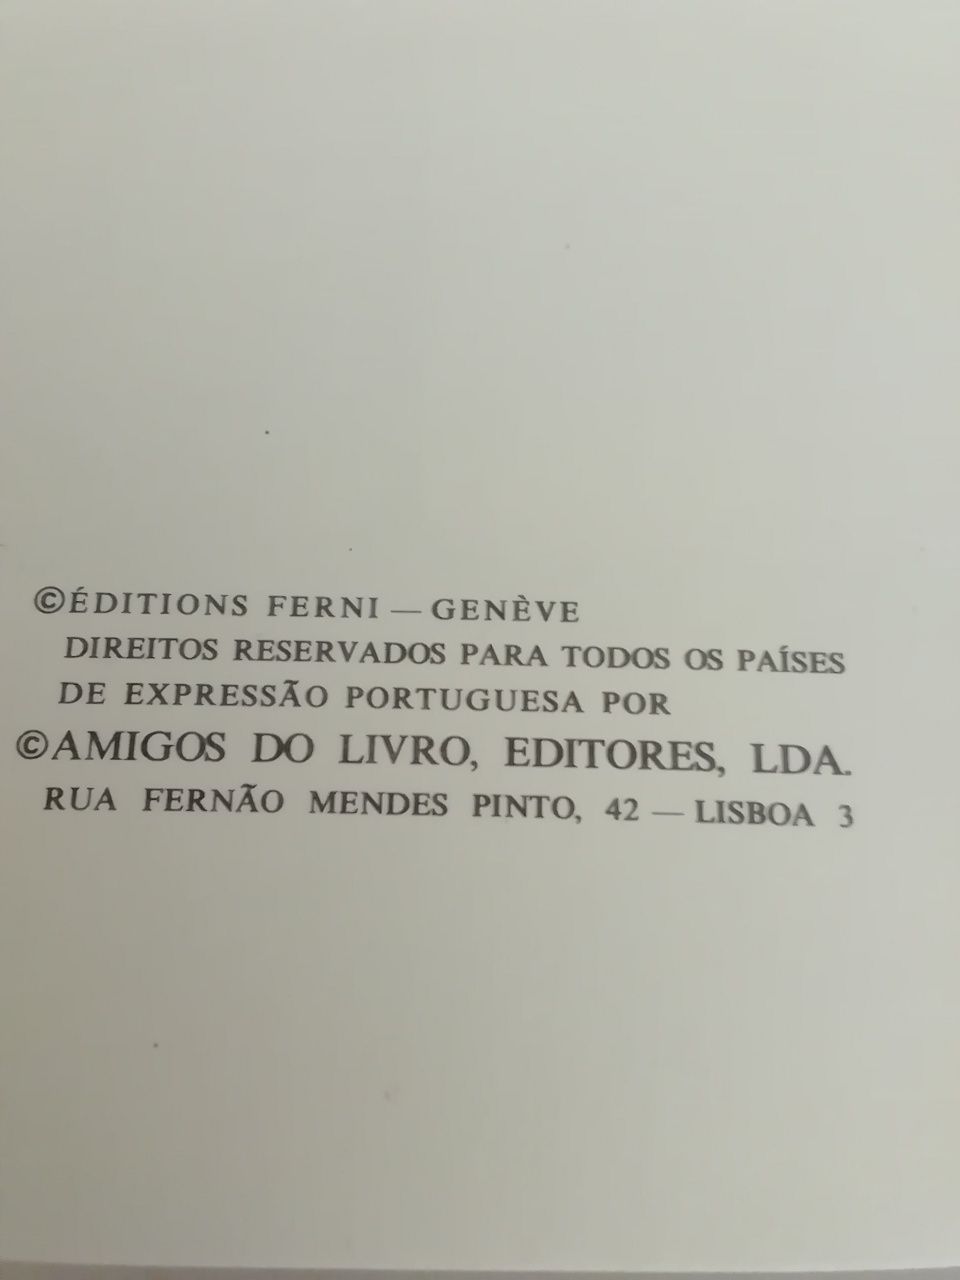 ©ÉDITIONS FERNI — GENÈVE
DIREITOS RESERVADOS PARA TODOS OS PAÍSES
DE EXPRESSÃO PORTUGUESA POR
©AMIGOS DO LIVRO, EDITORES, LDA.
RUA FERNÃO MENDES PINTO, 42 — LISBOA 3